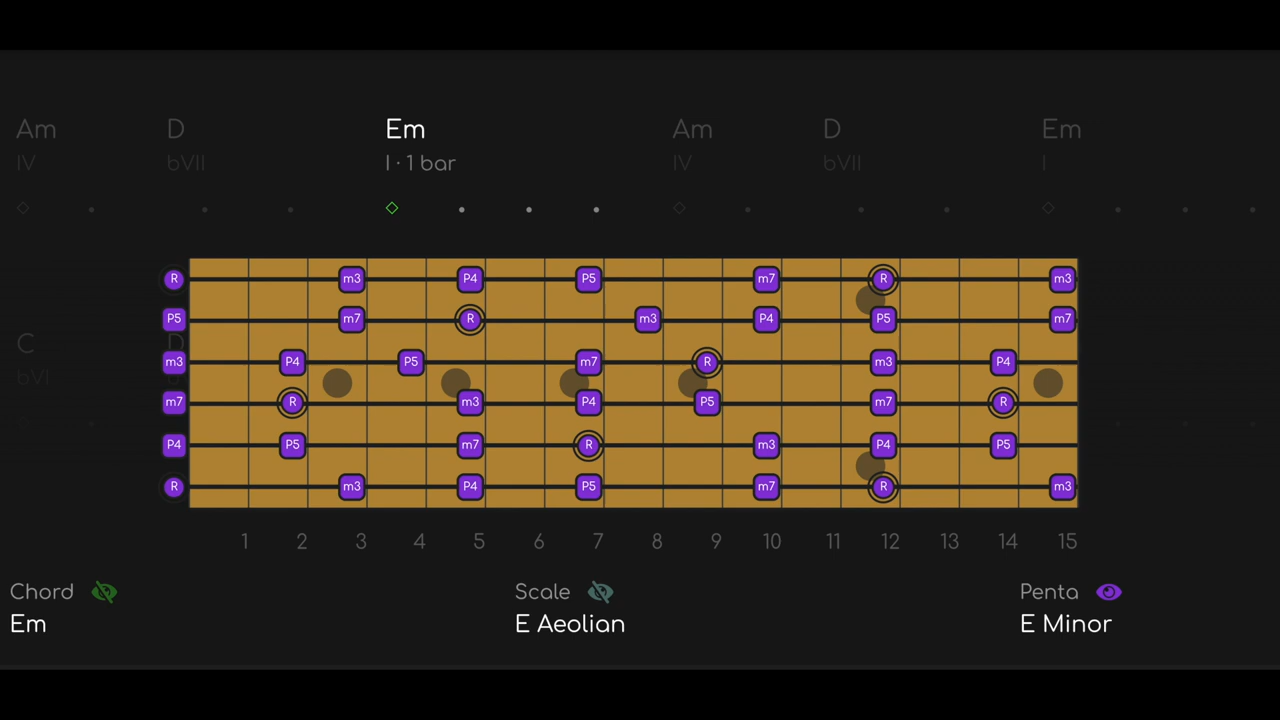 Am D Em Am D Em
IV bVII I · 1 bar IV bVII I
R m3 P4 P5 m7 R m3
P5 m7 R m3 P4 P5 m7
C D
m3 P4 P5 m7 R m3 P4
bVI
m7 R m3 P4 P5 m7 R
P4 P5 m7 R m3 P4 P5
R m3 P4 P5 m7 R m3
1 2 3 4 5 6 7 8 9 10 11 12 13 14 15
Chord Scale Penta
Em E Aeolian E Minor